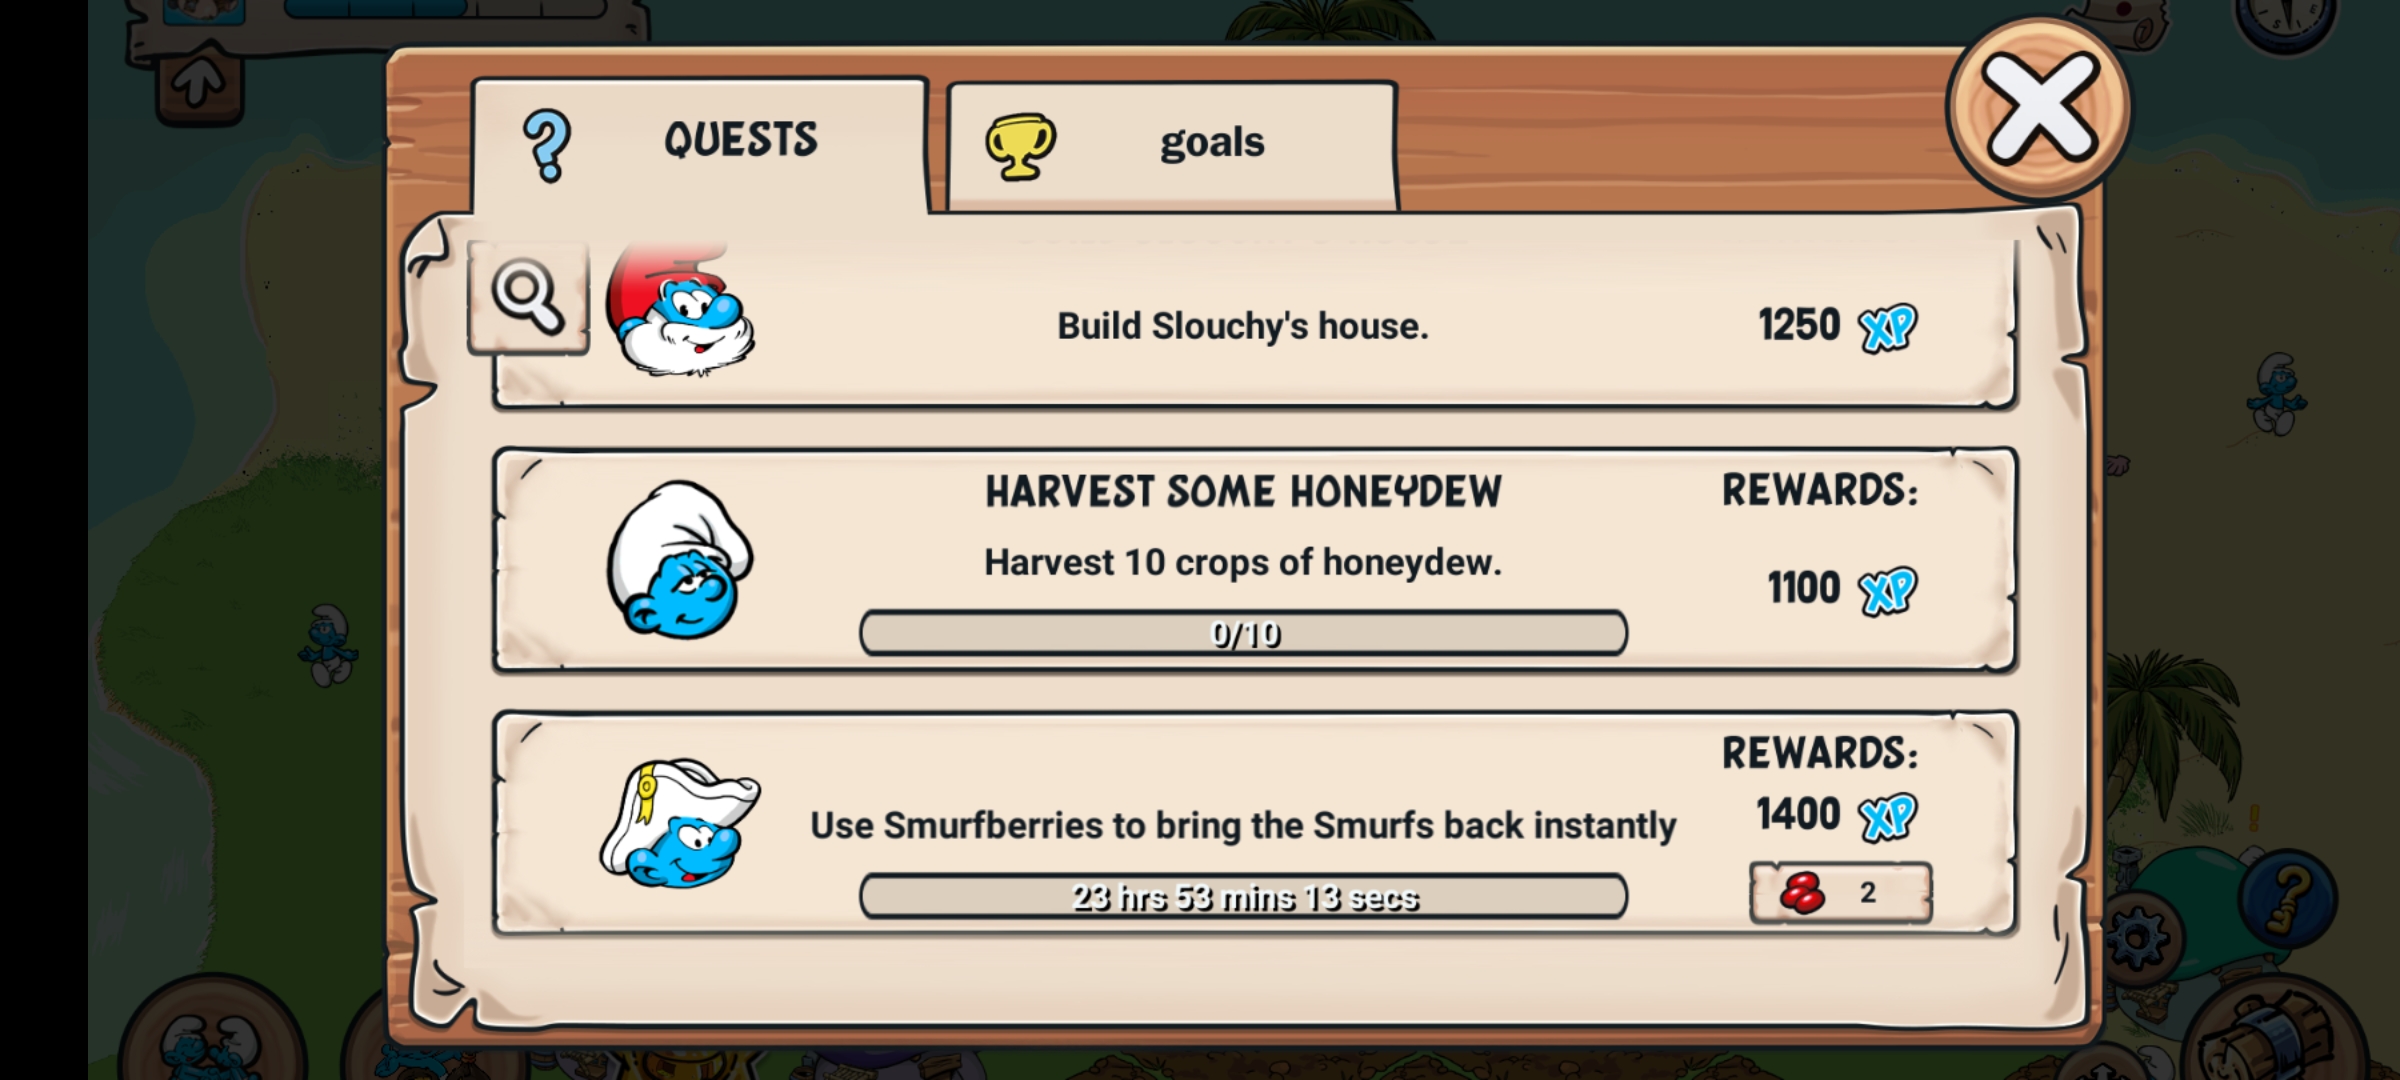 QUESTS
goals
Build Slouchy's house.
1250 XP
HARVEST SOME HONEYDEW
REWARDS:
Harvest 10 crops of honeydew.
1100 XP
0/10
REWARDS:
Use Smurfberries to bring the Smurfs back instantly
1400 XP
23 hrs 53 mins 13 secs
2